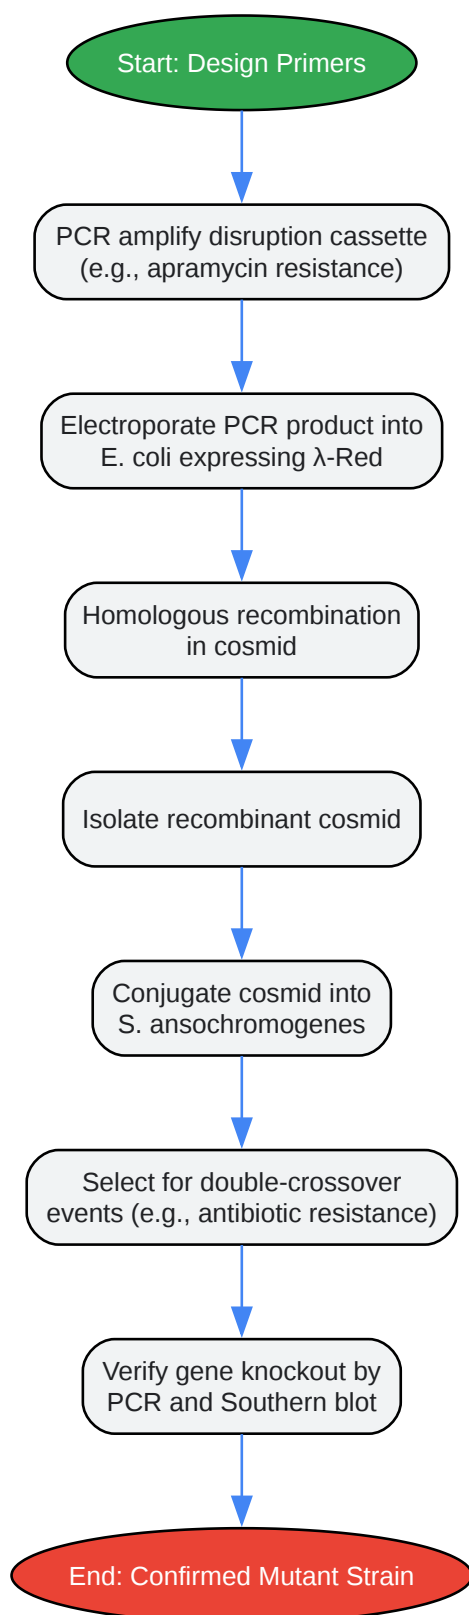 Start: Design Primers
PCR amplify disruption cassette
(e.g., apramycin resistance)
Electroporate PCR product into
E. coli expressing λ-Red
Homologous recombination
in cosmid
Isolate recombinant cosmid
Conjugate cosmid into
S. ansochromogenes
Select for double-crossover
events (e.g., antibiotic resistance)
Verify gene knockout by
PCR and Southern blot
End: Confirmed Mutant Strain